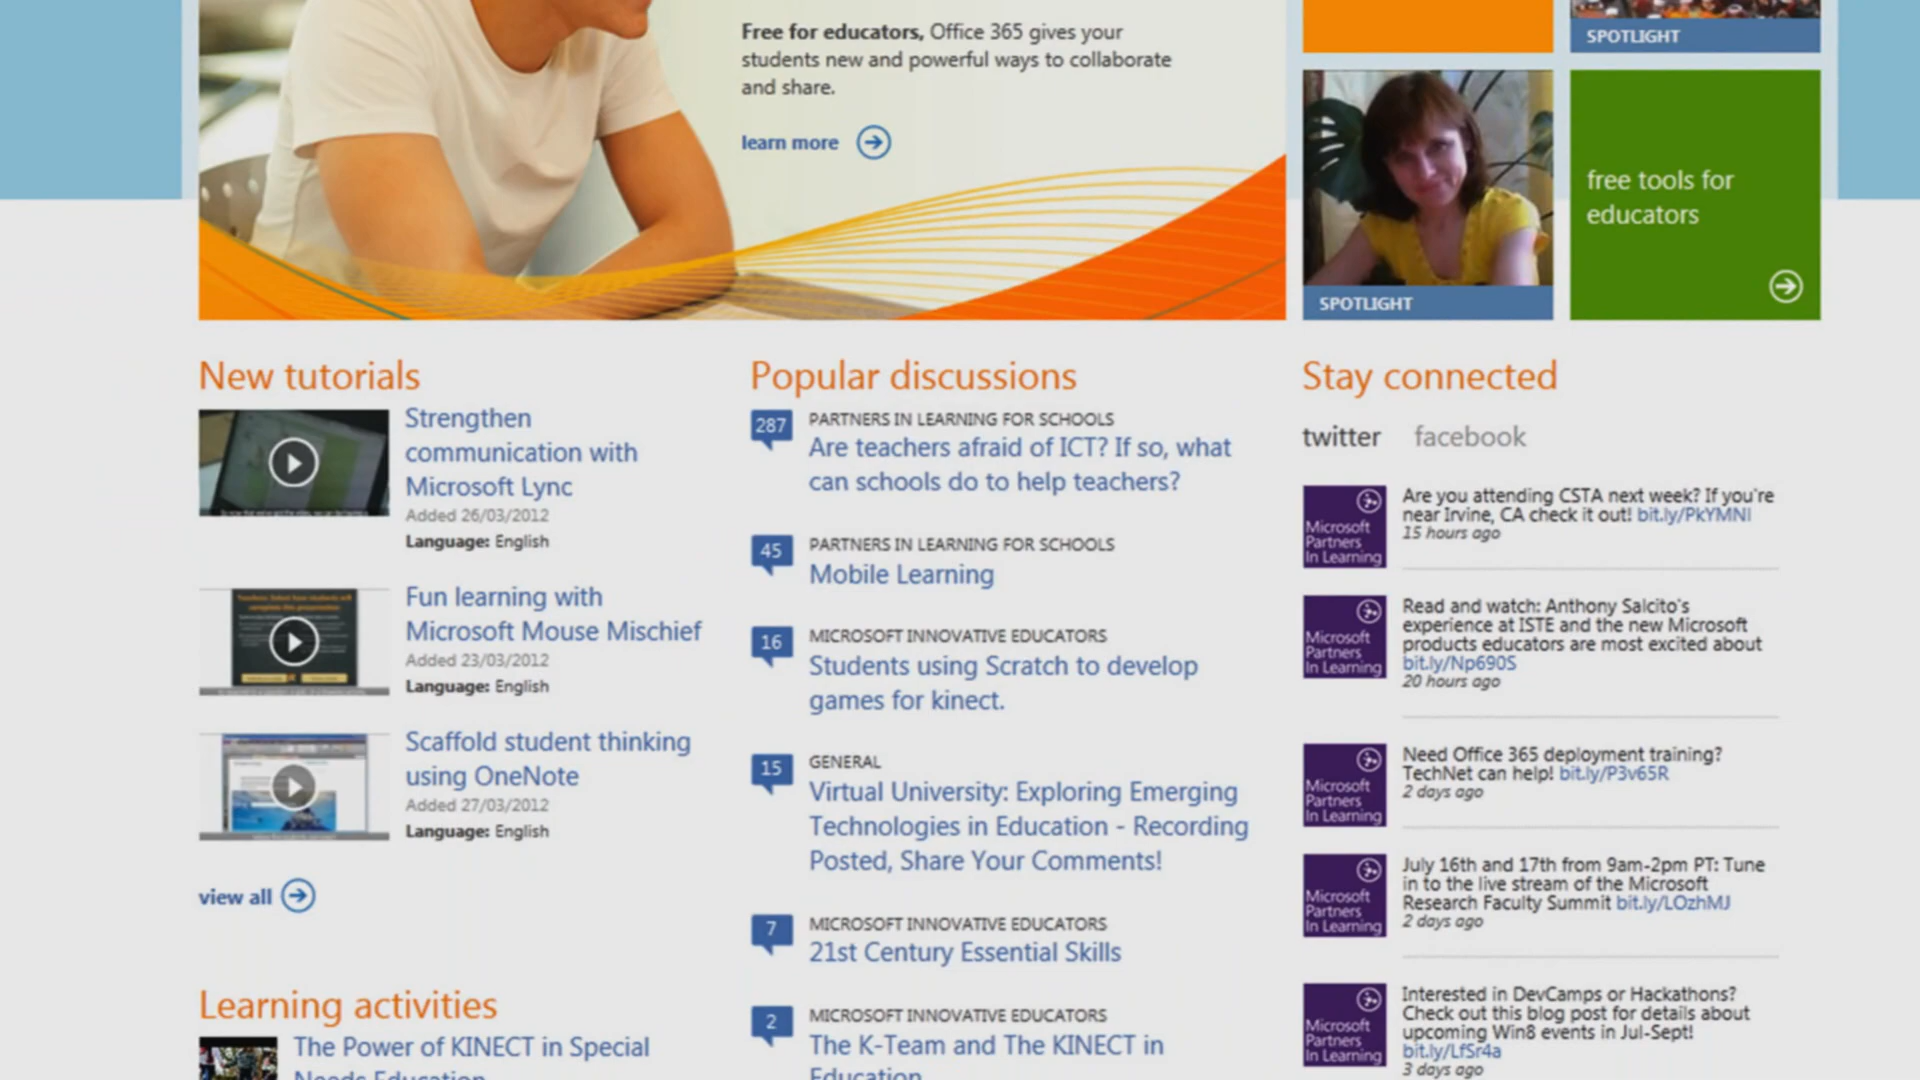 Free for educators, Office 365 gives your
students new and powerful ways to collaborate
and share.
learn more
SPOTLIGHT
SPOTLIGHT
free tools for
educators
New tutorials
Strengthen
communication with
Microsoft Lync
Added 26/03/2012
Language: English
Fun learning with
Microsoft Mouse Mischief
Added 23/03/2012
Language: English
Scaffold student thinking
using OneNote
Added 27/03/2012
Language: English
view all
Learning activities
The Power of KINECT in Special
Needs Education
Popular discussions
287
PARTNERS IN LEARNING FOR SCHOOLS
Are teachers afraid of ICT? If so, what
can schools do to help teachers?
45
PARTNERS IN LEARNING FOR SCHOOLS
Mobile Learning
16
MICROSOFT INNOVATIVE EDUCATORS
Students using Scratch to develop
games for kinect.
15
GENERAL
Virtual University: Exploring Emerging
Technologies in Education - Recording
Posted, Share Your Comments!
7
MICROSOFT INNOVATIVE EDUCATORS
21st Century Essential Skills
2
MICROSOFT INNOVATIVE EDUCATORS
The K-Team and The KINECT in
Education
Stay connected
twitter facebook
Microsoft
Partners
In Learning
Are you attending CSTA next week? If you're
near Irvine, CA check it out! bit.ly/PkYMNI
15 hours ago
Microsoft
Partners
In Learning
Read and watch: Anthony Salcito's
experience at ISTE and the new Microsoft
products educators are most excited about
bit.ly/Np690S
20 hours ago
Microsoft
Partners
In Learning
Need Office 365 deployment training?
TechNet can help! bit.ly/P3v65R
2 days ago
Microsoft
Partners
In Learning
July 16th and 17th from 9am-2pm PT: Tune
in to the live stream of the Microsoft
Research Faculty Summit bit.ly/LOzhMJ
2 days ago
Microsoft
Partners
In Learning
Interested in DevCamps or Hackathons?
Check out this blog post for details about
upcoming Win8 events in Jul-Sept!
bit.ly/LfSr4a
3 days ago